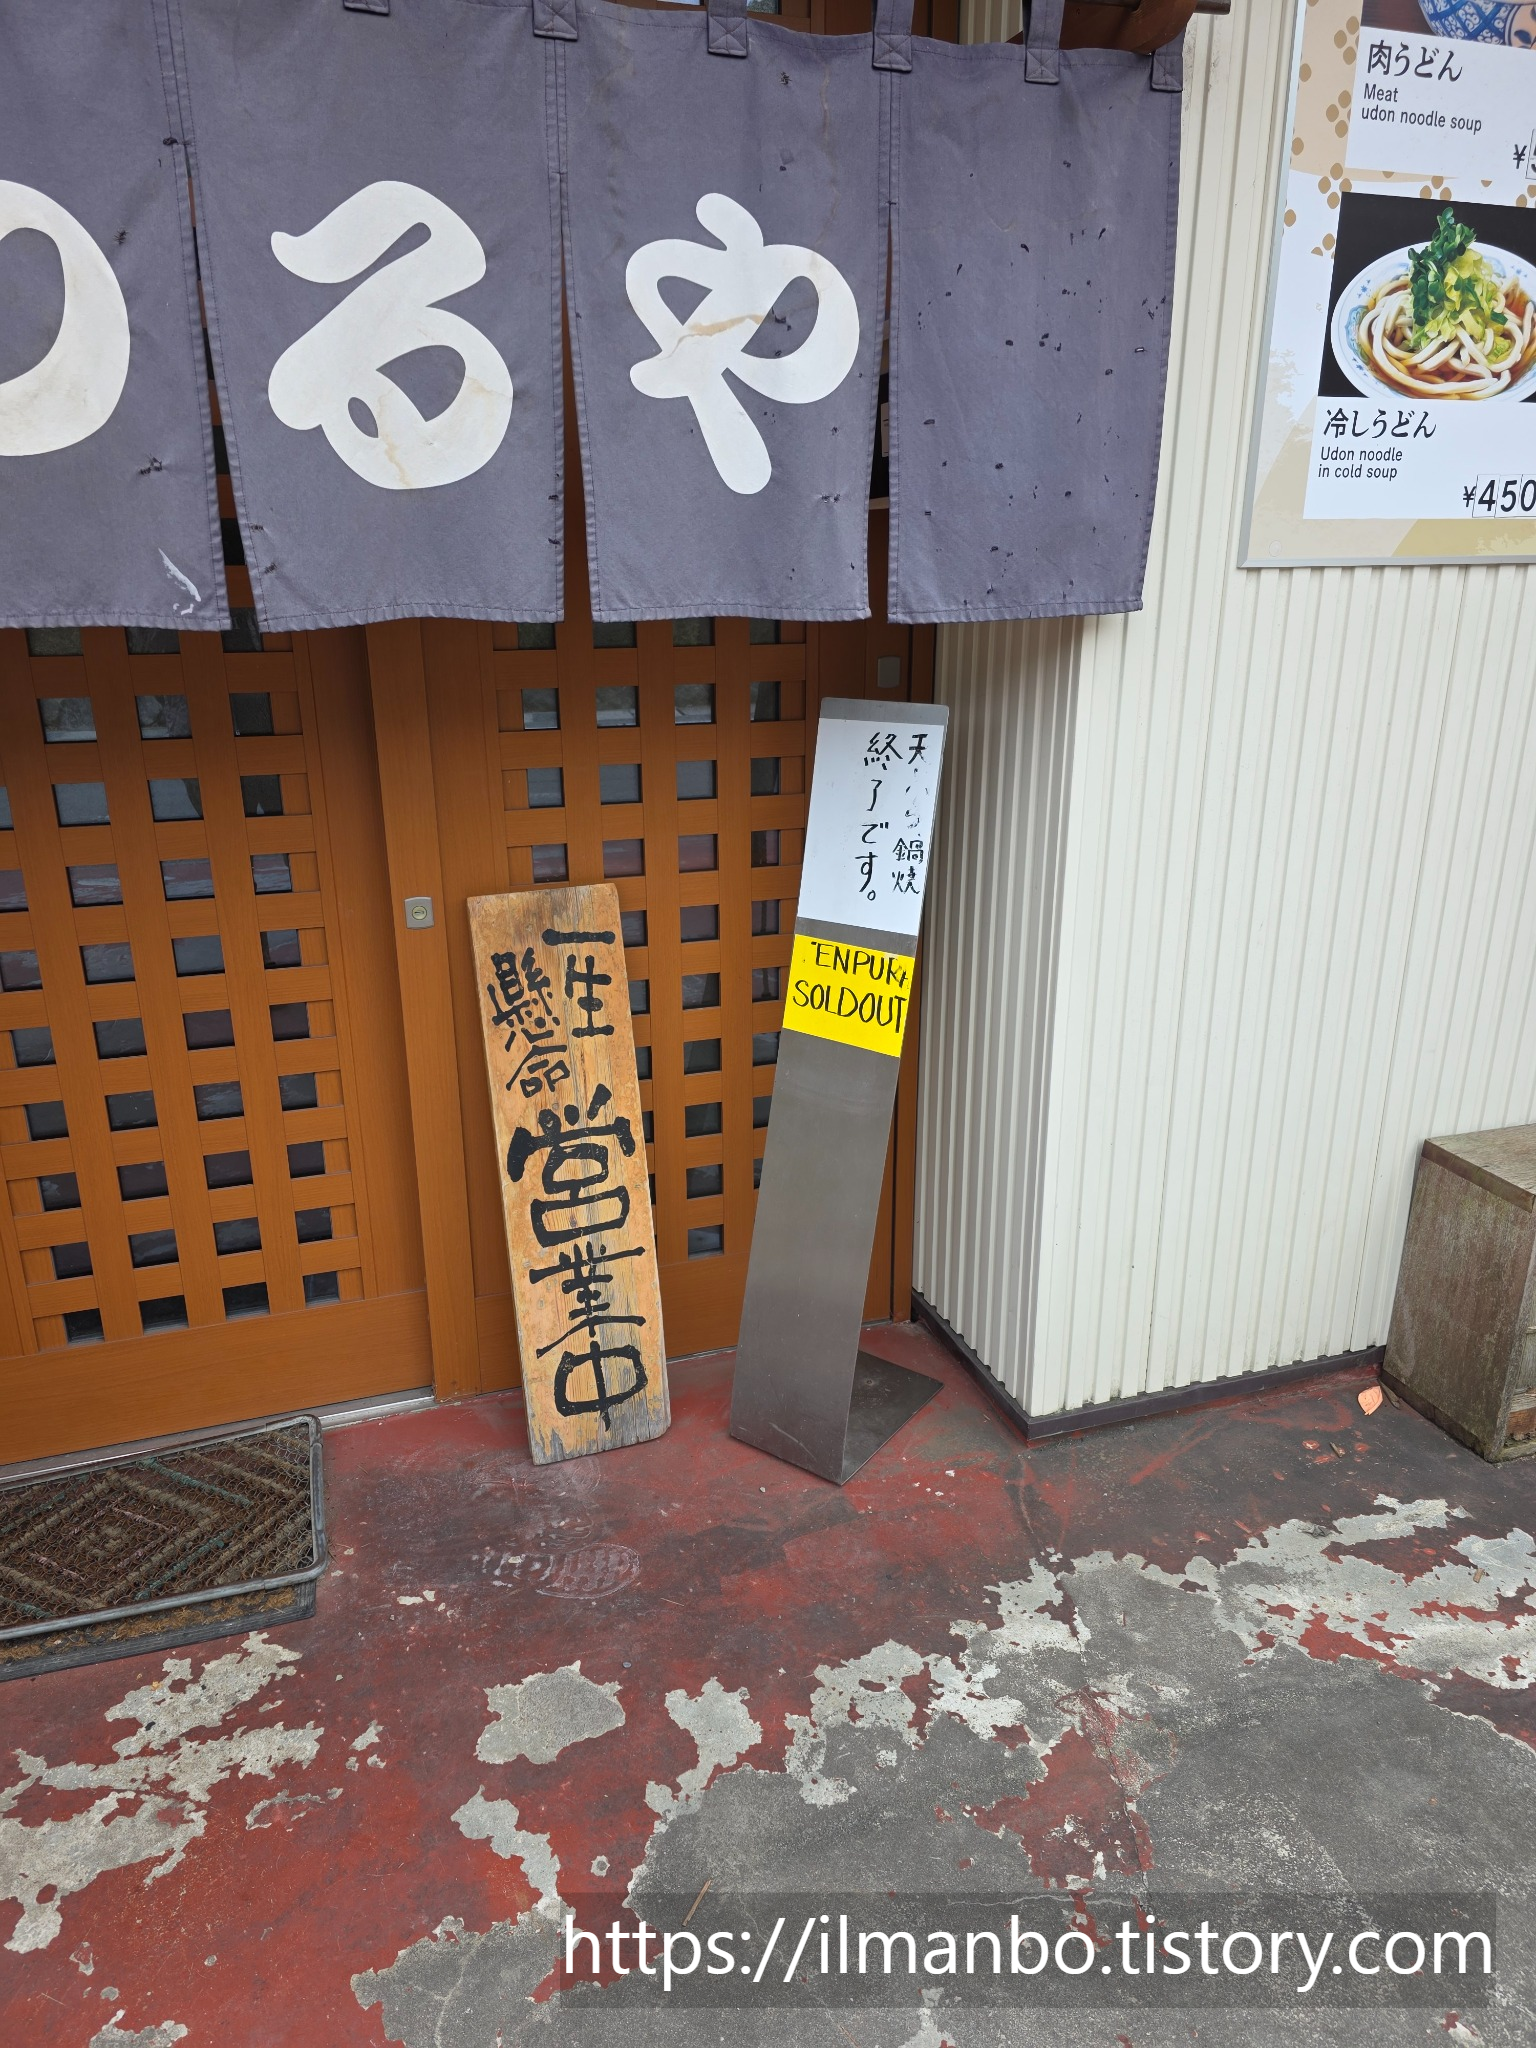 るや
肉うどん
Meat
udon noodle soup
¥
冷しうどん
Udon noodle
in cold soup
¥450
天ぷら鍋焼
終了です。
ENPURA
SOLDOUT
一生
懸命
営業中
https://ilmanbo.tistory.com